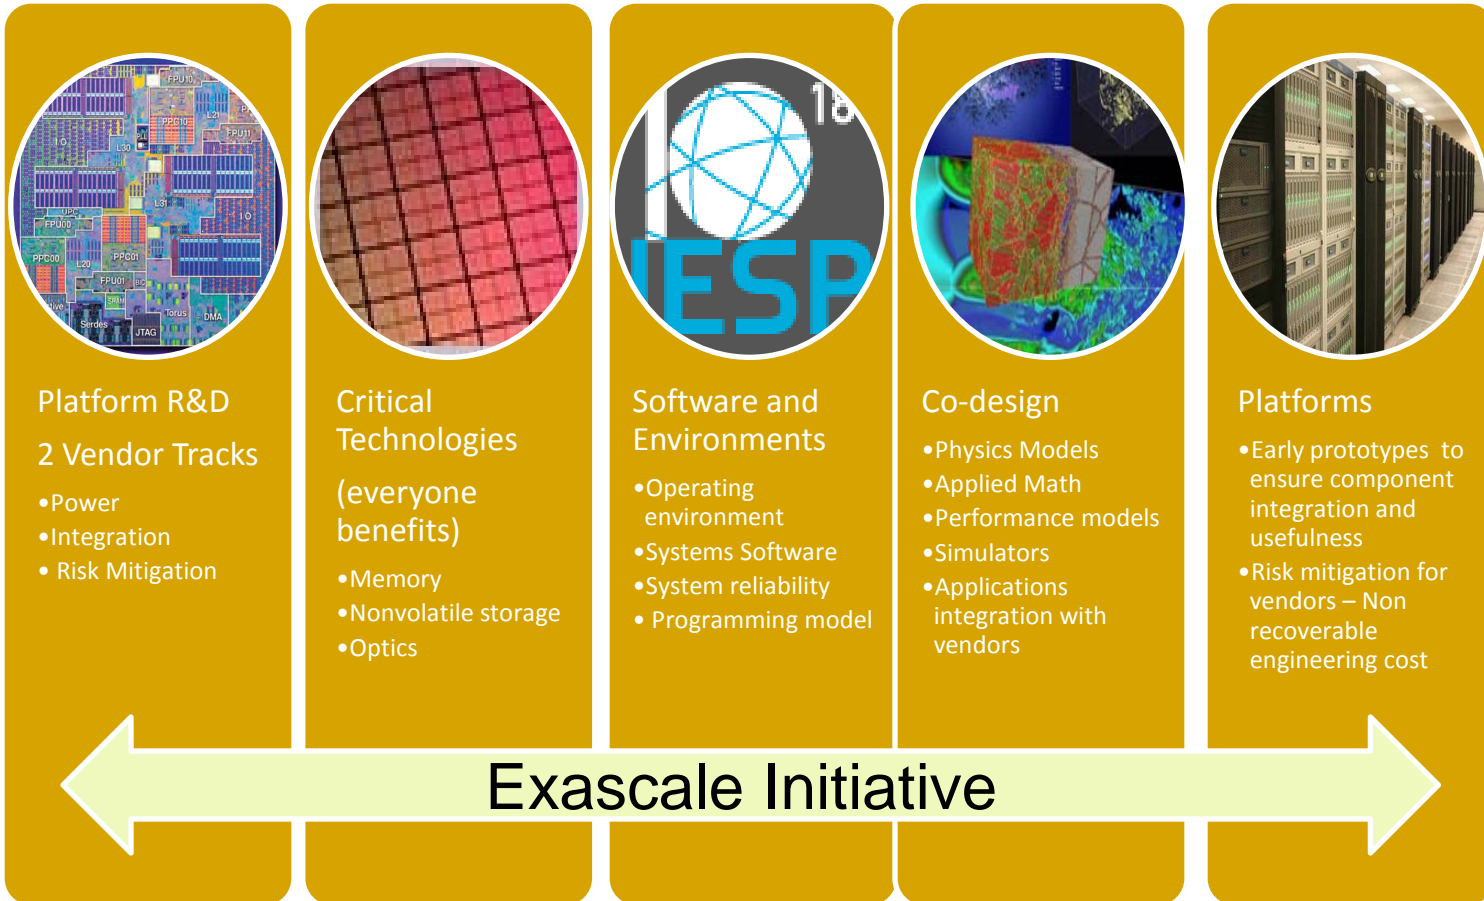 FPU10
PPC10
L21
FPU11
PLL
I O
L30
L31
I O
UPC
FPU00
PPC00
L20
PPC01
FPU01
BIC
SRAM
Torus
DMA
Serdes
JTAG
18
IESP
Platform R&D
2 Vendor Tracks
•Power
•Integration
• Risk Mitigation
Critical
Technologies
(everyone
benefits)
•Memory
•Nonvolatile storage
•Optics
Software and
Environments
•Operating
environment
•Systems Software
•System reliability
• Programming model
Co-design
•Physics Models
•Applied Math
•Performance models
•Simulators
•Applications
integration with
vendors
Platforms
•Early prototypes to
ensure component
integration and
usefulness
•Risk mitigation for
vendors – Non
recoverable
engineering cost
Exascale Initiative